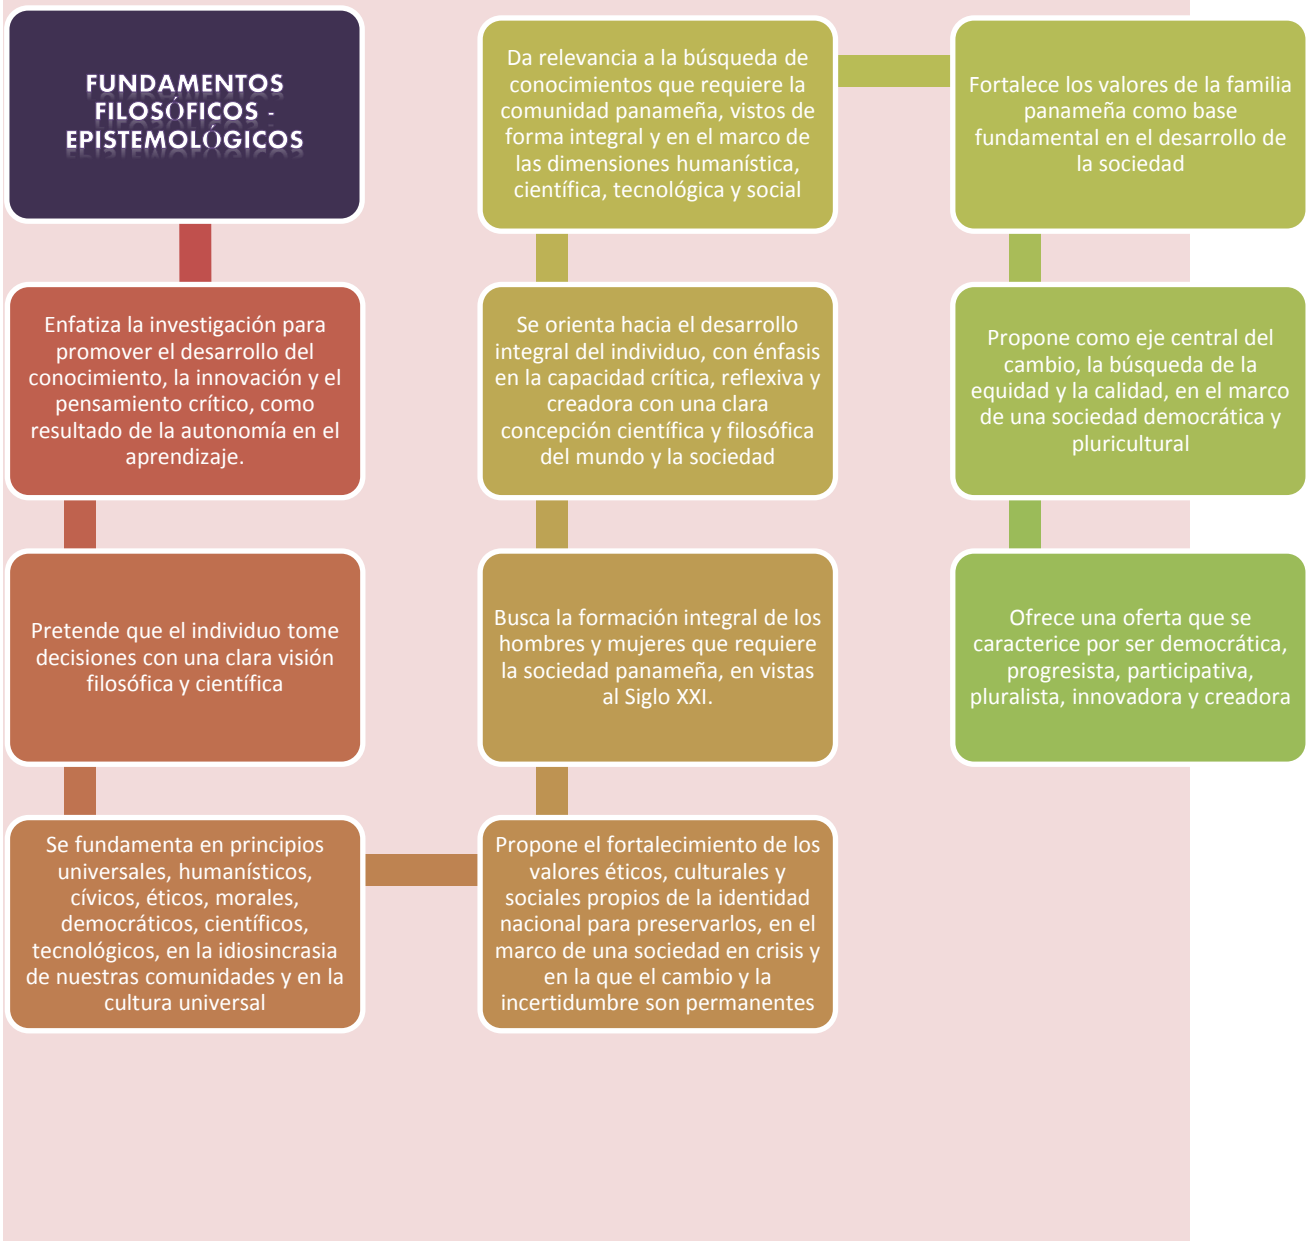 FUNDAMENTOS
FILOSÓFICOS -
EPISTEMOLÓGICOS
Enfatiza la investigación para
promover el desarrollo del
conocimiento, la innovación y el
pensamiento crítico, como
resultado de la autonomía en el
aprendizaje.
Pretende que el individuo tome
decisiones con una clara visión
filosófica y científica
Se fundamenta en principios
universales, humanísticos,
cívicos, éticos, morales,
democráticos, científicos,
tecnológicos, en la idiosincrasia
de nuestras comunidades y en la
cultura universal
Propone el fortalecimiento de los
valores éticos, culturales y
sociales propios de la identidad
nacional para preservarlos, en el
marco de una sociedad en crisis y
en la que el cambio y la
incertidumbre son permanentes
Busca la formación integral de los
hombres y mujeres que requiere
la sociedad panameña, en vistas
al Siglo XXI.
Se orienta hacia el desarrollo
integral del individuo, con énfasis
en la capacidad crítica, reflexiva y
creadora con una clara
concepción científica y filosófica
del mundo y la sociedad
Da relevancia a la búsqueda de
conocimientos que requiere la
comunidad panameña, vistos de
forma integral y en el marco de
las dimensiones humanística,
científica, tecnológica y social
Fortalece los valores de la familia
panameña como base
fundamental en el desarrollo de
la sociedad
Propone como eje central del
cambio, la búsqueda de la
equidad y la calidad, en el marco
de una sociedad democrática y
pluricultural
Ofrece una oferta que se
caracterice por ser democrática,
progresista, participativa,
pluralista, innovadora y creadora